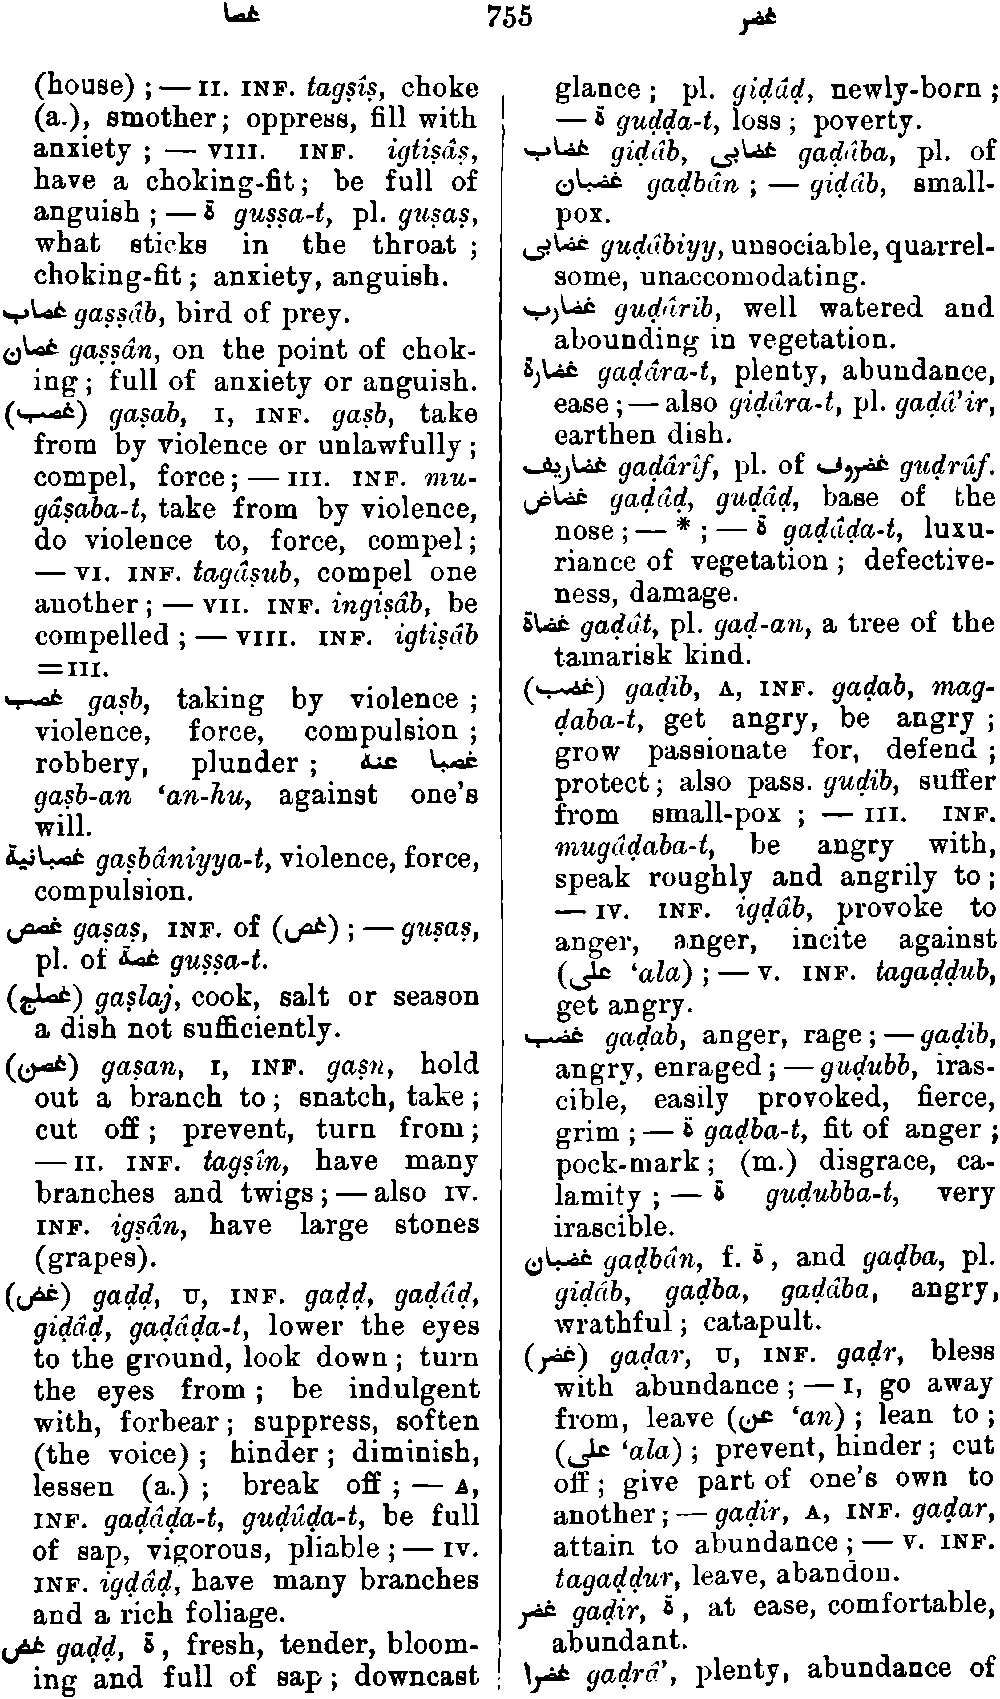 غصا 755 غضر
(house) ; — II. INF. tagṣîṣ, choke
(a.), smother; oppress, fill with
anxiety ; — VIII. INF. igtiṣâṣ,
have a choking-fit; be full of
anguish ; — ة guṣṣa-t, pl. guṣaṣ,
what sticks in the throat ;
choking-fit; anxiety, anguish.
غصاب gaṣṣâb, bird of prey.
غصان gaṣṣân, on the point of chok-
ing; full of anxiety or anguish.
(غصب) gaṣab, I, INF. gaṣb, take
from by violence or unlawfully ;
compel, force; — III. INF. mu-
gâṣaba-t, take from by violence,
do violence to, force, compel;
— VI. INF. tagâṣub, compel one
another; — VII. INF. ingiṣâb, be
compelled ; — VIII. INF. igtiṣâb
=III.
غصب gaṣb, taking by violence ;
violence, force, compulsion ;
robbery, plunder ; غصبا عنه
gaṣb-an ‘an-hu, against one's
will.
غصبانية gaṣbâniyya-t, violence, force,
compulsion.
غصص gaṣaṣ, INF. of (غص) ; — guṣaṣ,
pl. of غصة guṣṣa-t.
(غصلج) gaṣlaj, cook, salt or season
a dish not sufficiently.
(غصن) gaṣan, I, INF. gaṣn, hold
out a branch to; snatch, take;
cut off; prevent, turn from;
— II. INF. tagṣîn, have many
branches and twigs; — also IV.
INF. igṣân, have large stones
(grapes).
(غض) gaḍḍ, U, INF. gaḍḍ, gaḍâḍ,
giḍâḍ, gaḍâḍa-t, lower the eyes
to the ground, look down; turn
the eyes from; be indulgent
with, forbear; suppress, soften
(the voice) ; hinder; diminish,
lessen (a.) ; break off ; — A,
INF. gaḍâḍa-t, guḍûḍa-t, be full
of sap, vigorous, pliable; — IV.
INF. igḍâḍ, have many branches
and a rich foliage.
غض gaḍḍ, ة, fresh, tender, bloom-
ing and full of sap; downcast
glance; pl. giḍâḍ, newly-born ;
— ة guḍḍa-t, loss; poverty.
غضاب giḍâb, غضابى gaḍâba, pl. of
غضبان gaḍbân ; — giḍâb, small-
pox.
غضابى guḍâbiyy, unsociable, quarrel-
some, unaccomodating.
غضارب guḍârib, well watered and
abounding in vegetation.
غضارة gaḍâra-t, plenty, abundance,
ease; — also giḍâra-t, pl. gaḍâ'ir,
earthen dish.
غضاريف gaḍârîf, pl. of غضروف guḍrûf.
غضاض gaḍâḍ, guḍâḍ, base of the
nose; — * ; — ة gaḍâḍa-t, luxu-
riance of vegetation; defective-
ness, damage.
غضاة gaḍât, pl. gaḍ-an, a tree of the
tamarisk kind.
(غضب) gaḍib, A, INF. gaḍab, mag-
ḍaba-t, get angry, be angry ;
grow passionate for, defend ;
protect; also pass. guḍib, suffer
from small-pox ; — III. INF.
mugâḍaba-t, be angry with,
speak roughly and angrily to;
— IV. INF. igḍâb, provoke to
anger, anger, incite against
(على ‘ala) ; — V. INF. tagaḍḍub,
get angry.
غضب gaḍab, anger, rage; — gaḍib,
angry, enraged; — guḍubb, iras-
cible, easily provoked, fierce,
grim ; — ة gaḍba-t, fit of anger ;
pock-mark; (m.) disgrace, ca-
lamity ; — ة guḍubba-t, very
irascible.
غضبان gaḍbân, f. ة, and gaḍba, pl.
giḍâb, gaḍba, gaḍâba, angry,
wrathful; catapult.
(غضر) gaḍar, U, INF. gaḍr, bless
with abundance; — I, go away
from, leave (عن ‘an) ; lean to ;
(على ‘ala) ; prevent, hinder; cut
off; give part of one's own to
another; — gaḍir, A, INF. gaḍar,
attain to abundance; — V. INF.
tagaḍḍur, leave, abandon.
غضر gaḍir, ة, at ease, comfortable,
abundant.
غضرا gaḍrâ', plenty, abundance of